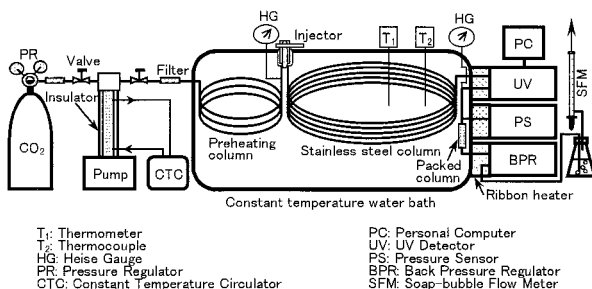 HG
HG
PR
Valve
Injector
T₁
T₂
PC
Filter
Insulator
UV
SFM
CO₂
Preheating
column
Stainless steel column
Packed
column
PS
BPR
Pump
CTC
Ribbon heater
Constant temperature water bath
T₁: Thermometer
T₂: Thermocouple
HG: Heise Gauge
PR: Pressure Regulator
CTC: Constant Temperature Circulator
PC: Personal Computer
UV: UV Detector
PS: Pressure Sensor
BPR: Back Pressure Regulator
SFM: Soap-bubble Flow Meter